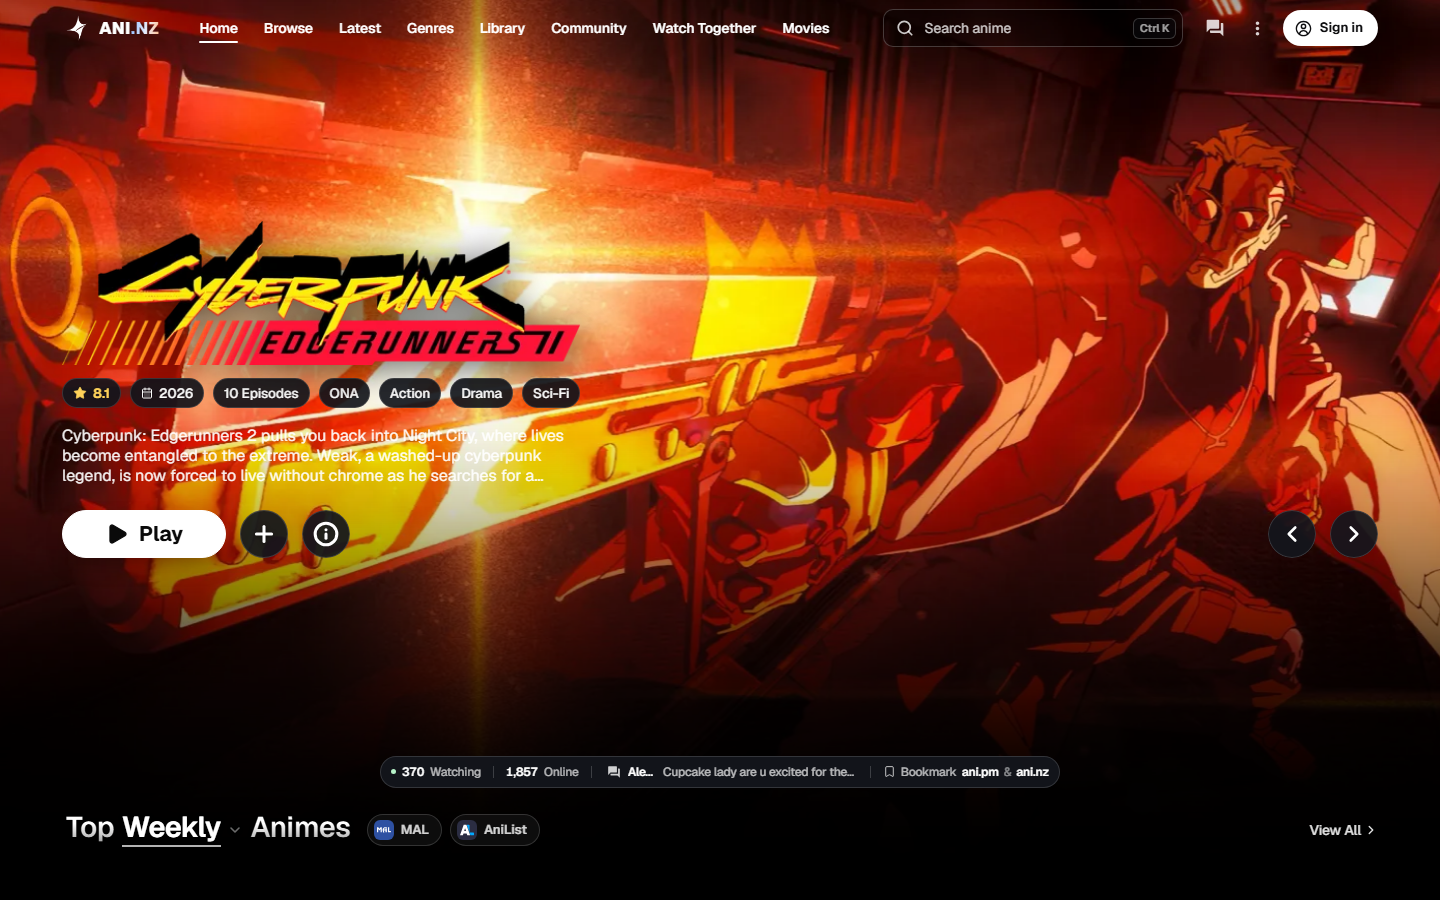 ANI.NZ
Home Browse Latest Genres Library Community Watch Together Movies
Search anime Ctrl K
Sign in
CYBERPUNK
EDGERUNNERS II
8.1 2026 10 Episodes ONA Action Drama Sci-Fi
Cyberpunk: Edgerunners 2 pulls you back into Night City, where lives
become entangled to the extreme. Weak, a washed-up cyberpunk
legend, is now forced to live without chrome as he searches for a...
Play
370 Watching 1,857 Online Ale... Cupcake lady are u excited for the... Bookmark ani.pm & ani.nz
Top Weekly Animes MAL MAL A AniList
View All